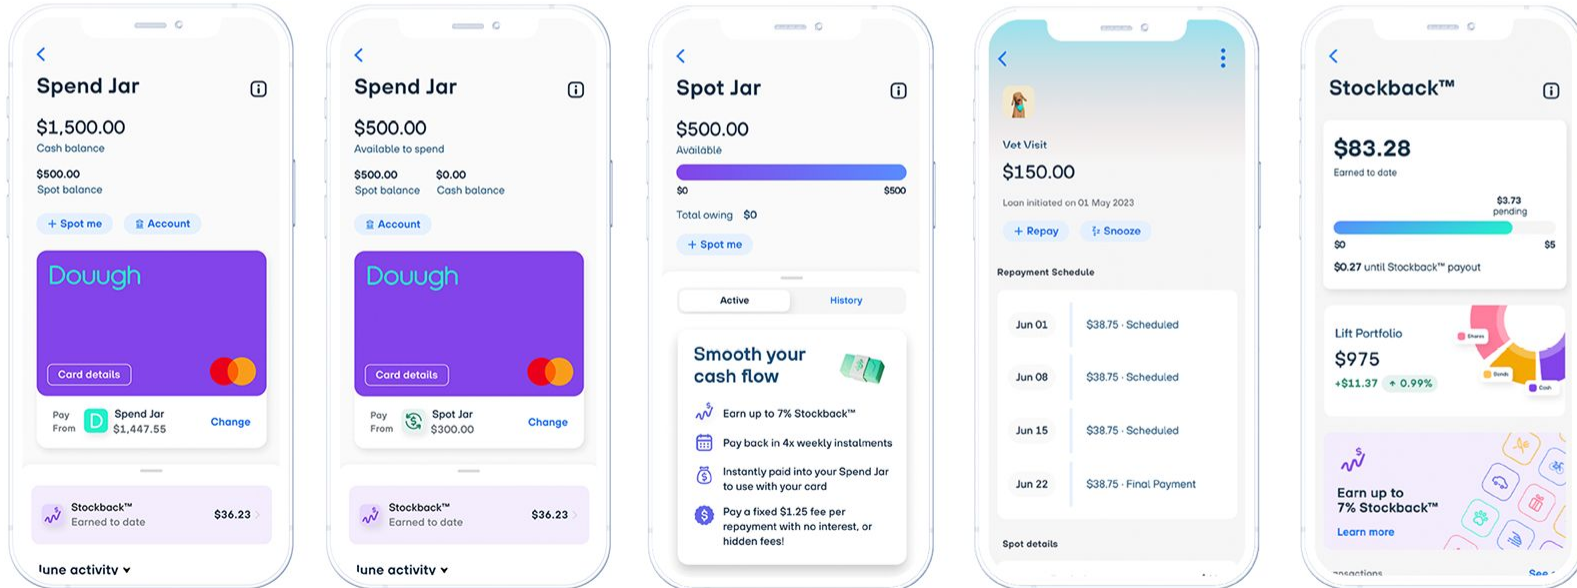 Spend Jar
$1,500.00
Cash balance
$500.00
Spot balance
+ Spot me
Account
Douugh
Card details
Pay From
D
Spend Jar
$1,447.55
Change
Stockback™
Earned to date
$36.23
June activity
Spend Jar
$500.00
Available to spend
$500.00 $0.00
Spot balance Cash balance
Account
Douugh
Card details
Pay From
Spot Jar
$300.00
Change
Stockback™
Earned to date
$36.23
June activity
Spot Jar
$500.00
Available
$0 $500
Total owing $0
+ Spot me
Active History
Smooth your
cash flow
Earn up to 7% Stockback™
Pay back in 4x weekly instalments
Instantly paid into your Spend Jar
to use with your card
Pay a fixed $1.25 fee per
repayment with no interest, or
hidden fees!
Vet Visit
$150.00
Loan initiated on 01 May 2023
+ Repay
Snooze
Repayment Schedule
Jun 01 $38.75 · Scheduled
Jun 08 $38.75 · Scheduled
Jun 15 $38.75 · Scheduled
Jun 22 $38.75 · Final Payment
Spot details
Stockback™
$83.28
Earned to date
$3.73
pending
$0 $5
$0.27 until Stockback™ payout
Lift Portfolio
$975
+$11.37 ↑ 0.99%
Shares
Bonds
Cash
Earn up to
7% Stockback™
Learn more
See